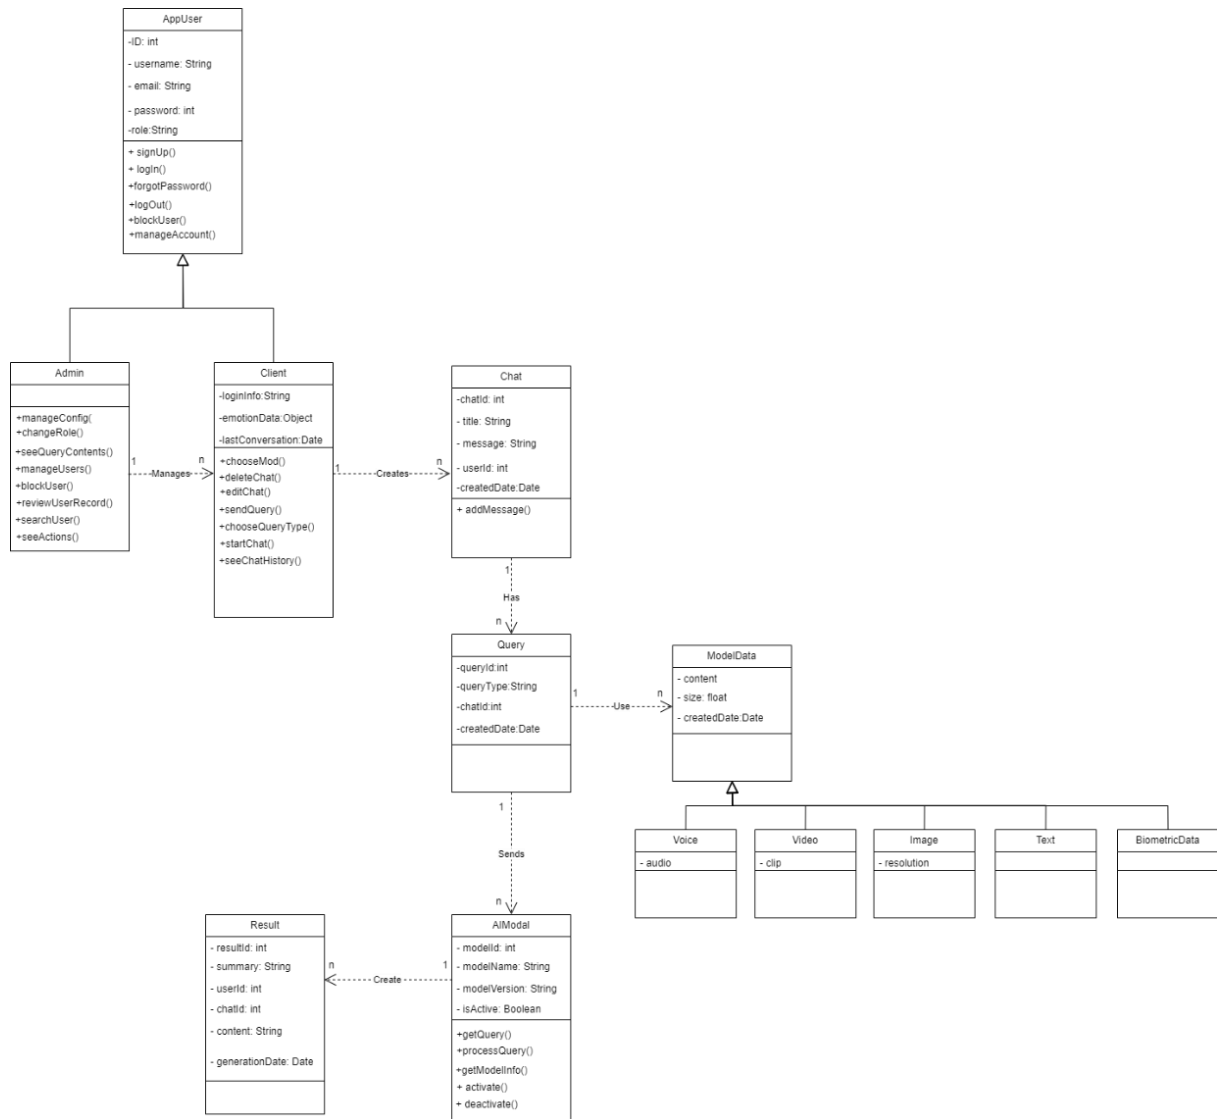 AppUser
-ID: int
- username: String
- email: String
- password: int
-role:String
+ signUp()
+ logIn()
+forgotPassword()
+logOut()
+blockUser()
+manageAccount()
Admin
+manageConfig(
+changeRole()
+seeQueryContents()
+manageUsers()
+blockUser()
+reviewUserRecord()
+searchUser()
+seeActions()
1
Manages
n
Client
-loginInfo:String
-emotionData:Object
-lastConversation:Date
+chooseMod()
+deleteChat()
+editChat()
+sendQuery()
+chooseQueryType()
+startChat()
+seeChatHistory()
1
Creates
n
Chat
-chatId: int
- title: String
- message: String
- userId: int
-createdDate:Date
+ addMessage()
1
Has
n
Query
-queryId:int
-queryType:String
-chatId:int
-createdDate:Date
1
Use
n
ModelData
- content
- size: float
- createdDate:Date
Voice
- audio
Video
- clip
Image
- resolution
Text
BiometricData
1
Sends
n
AIModal
- modelId: int
- modelName: String
- modelVersion: String
- isActive: Boolean
+getQuery()
+processQuery()
+getModelInfo()
+ activate()
+ deactivate()
1
Create
n
Result
- resultId: int
- summary: String
- userId: int
- chatId: int
- content: String
- generationDate: Date